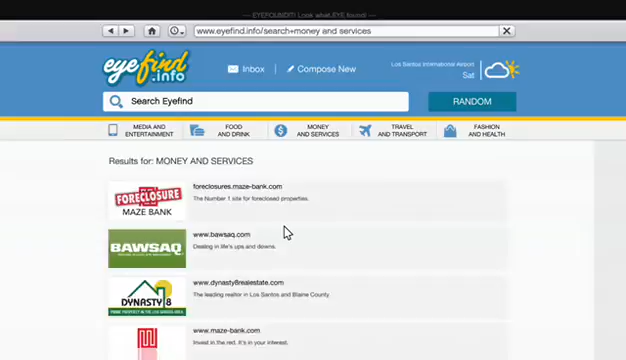 --- EYEFOUNDIT! Look what EYE found! ---
www.eyefind.info/search+money and services
eyefind
.info
Inbox
Compose New
Los Santos International Airport
Sat
Search Eyefind
RANDOM
MEDIA AND
ENTERTAINMENT
FOOD
AND DRINK
MONEY
AND SERVICES
TRAVEL
AND TRANSPORT
FASHION
AND HEALTH
Results for: MONEY AND SERVICES
FORECLOSURE
MAZE BANK
foreclosures.maze-bank.com
The Number 1 site for foreclosed properties.
BAWSAQ
www.bawsaq.com
Dealing in life's ups and downs.
DYNASTY 8
www.dynasty8realestate.com
The leading realtor in Los Santos and Blaine County
www.maze-bank.com
Invest in the red. It's in your interest.